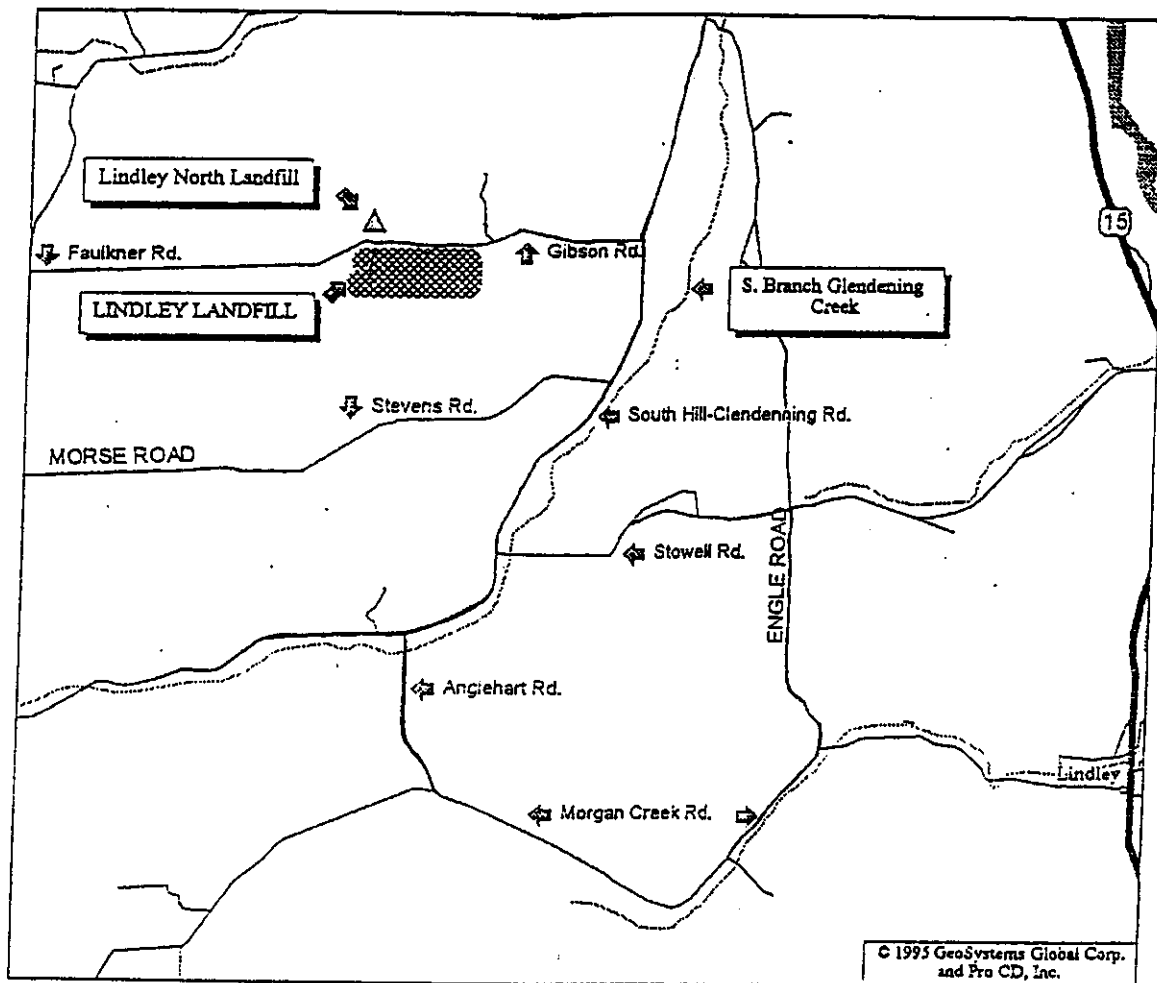 Lindley North Landfill
15
Faulkner Rd.
Gibson Rd.
S. Branch Glendening
Creek
LINDLEY LANDFILL
Stevens Rd.
South Hill-Clendenning Rd.
MORSE ROAD
Stowell Rd.
ENGLE ROAD
Anglehart Rd.
Lindley
Morgan Creek Rd.
© 1995 GeoSystems Global Corp.
and Pro CD, Inc.